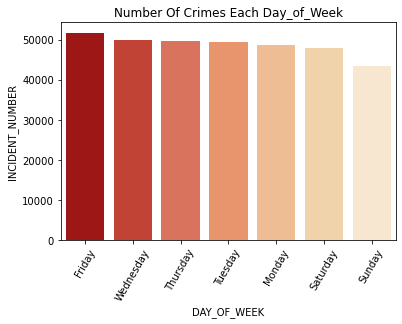 Number Of Crimes Each Day_of_Week
INCIDENT_NUMBER
50000
40000
30000
20000
10000
0
Friday
Wednesday
Thursday
Tuesday
Monday
Saturday
Sunday
DAY_OF_WEEK